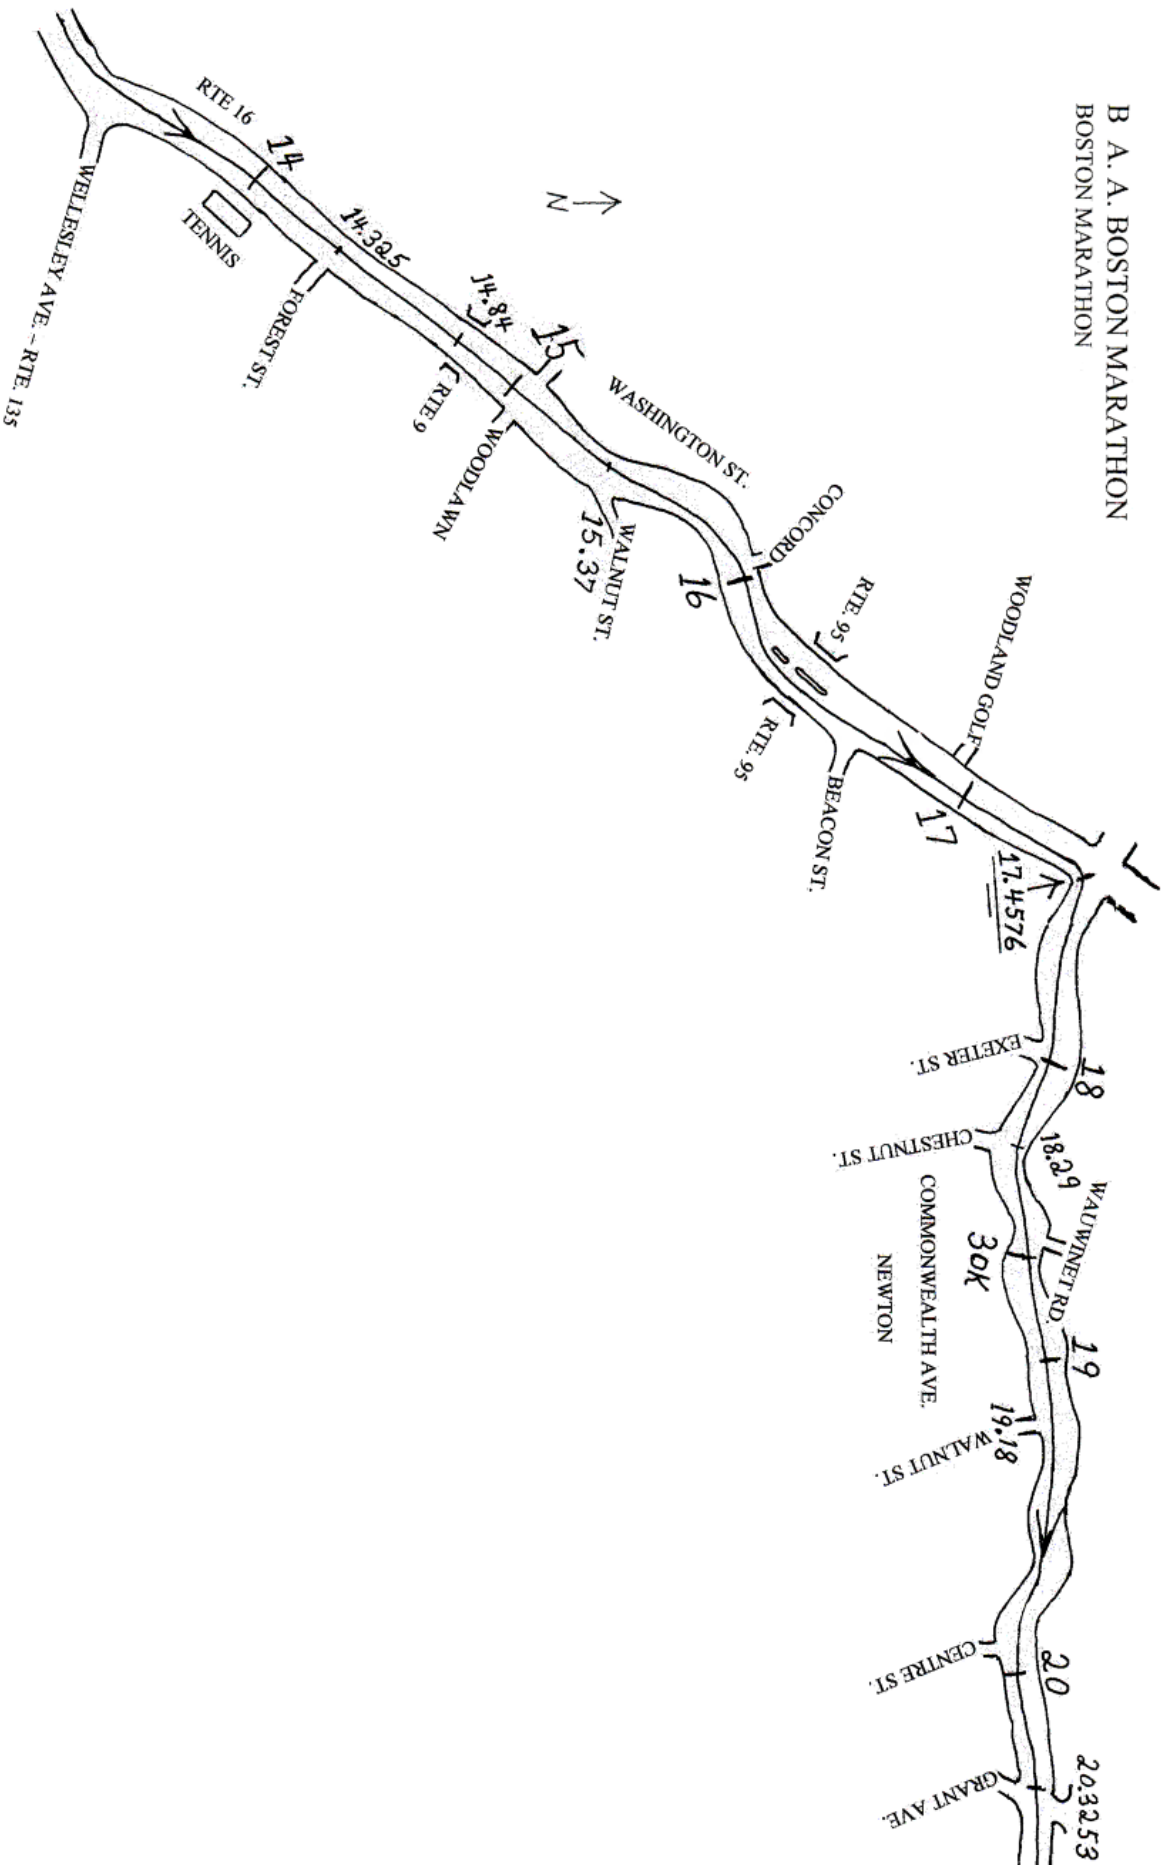 B A. A. BOSTON MARATHON
BOSTON MARATHON
N
RTE 16
14
TENNIS
WELLESLEY AVE. – RTE. 135
14.325
FOREST ST.
14.84
RTE 9
15
WOODLAWN
WASHINGTON ST.
15.37
WALNUT ST.
CONCORD
16
RTE. 95
RTE. 95
BEACON ST.
WOODLAND GOLF
17
17.4576
EXETER ST.
18
CHESTNUT ST.
18.29
WAUWINET RD.
30K
COMMONWEALTH AVE.
NEWTON
19
19.18
WALNUT ST.
CENTRE ST.
20
GRANT AVE.
20.3253